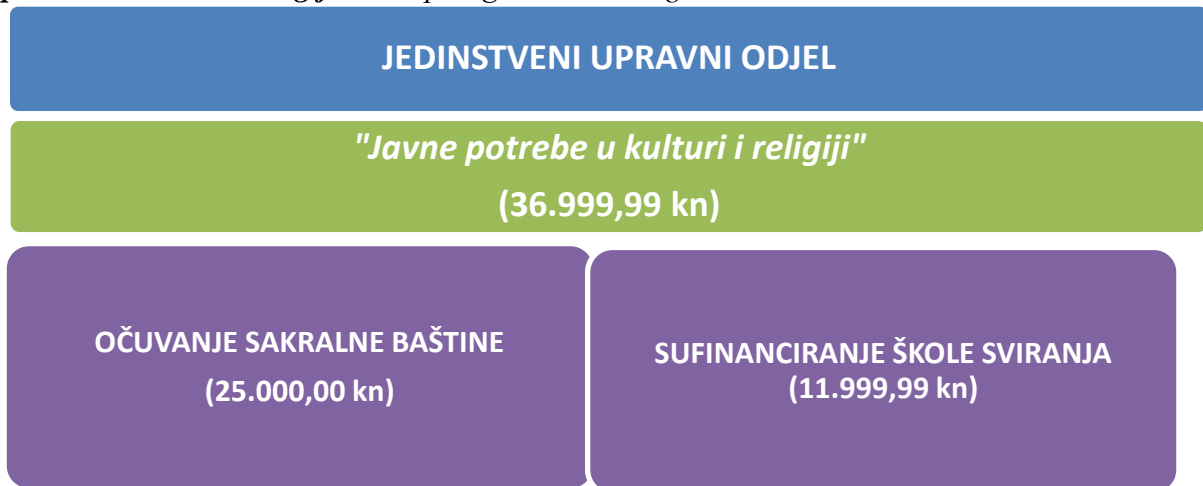 JEDINSTVENI UPRAVNI ODJEL
"Javne potrebe u kulturi i religiji"
(36.999,99 kn)
OČUVANJE SAKRALNE BAŠTINE
(25.000,00 kn)
SUFINANCIRANJE ŠKOLE SVIRANJA
(11.999,99 kn)